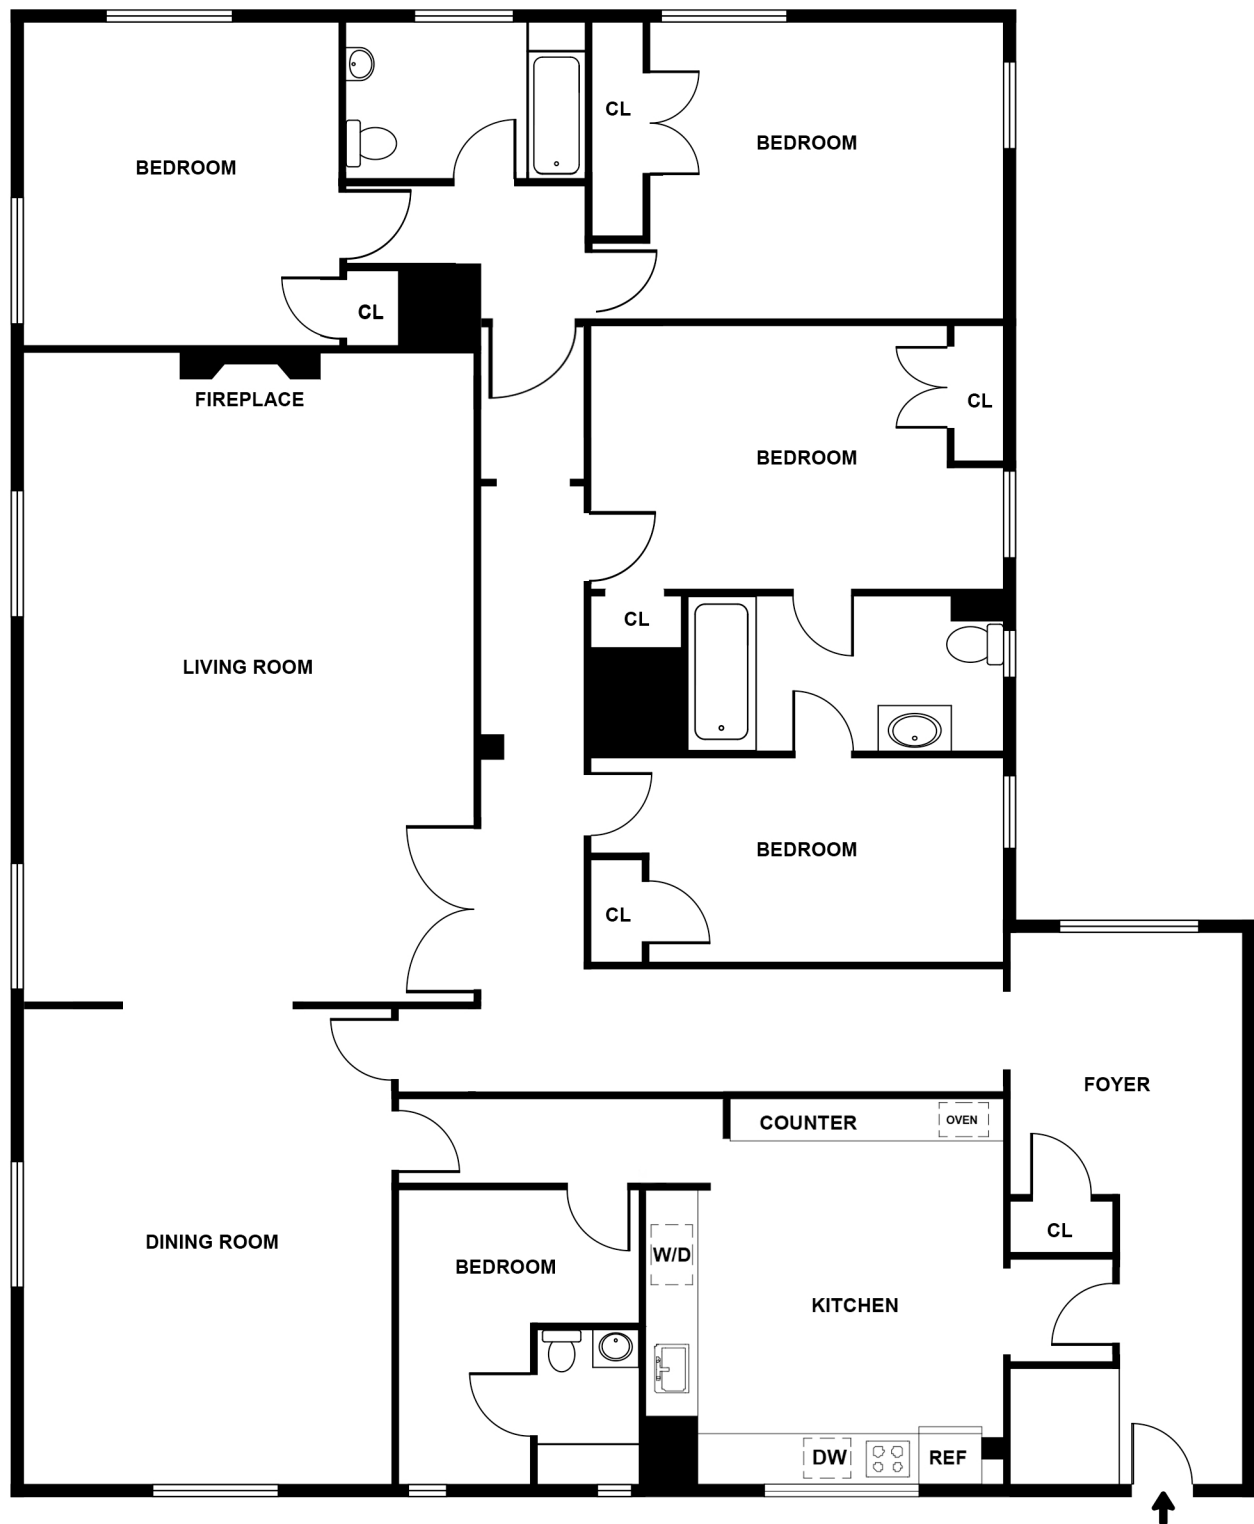 CL
BEDROOM
BEDROOM
CL
FIREPLACE
CL
BEDROOM
CL
LIVING ROOM
BEDROOM
CL
FOYER
COUNTER
OVEN
CL
DINING ROOM
W/D
BEDROOM
KITCHEN
DW
REF